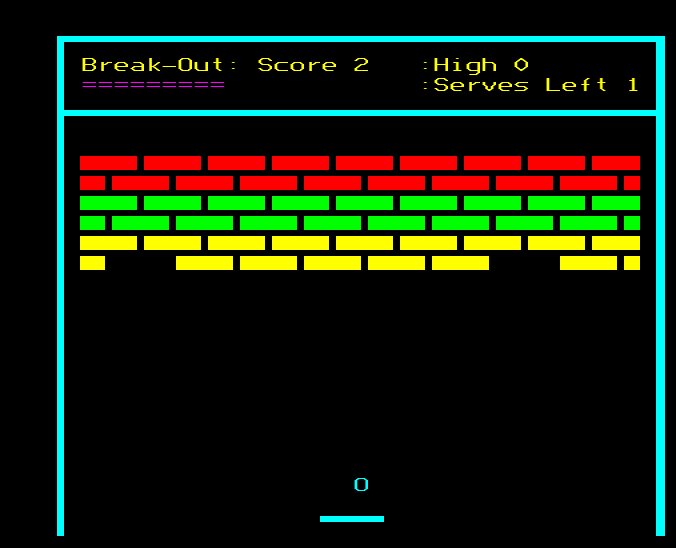 Break-Out: Score 2 :High 0
========= :Serves Left 1
O